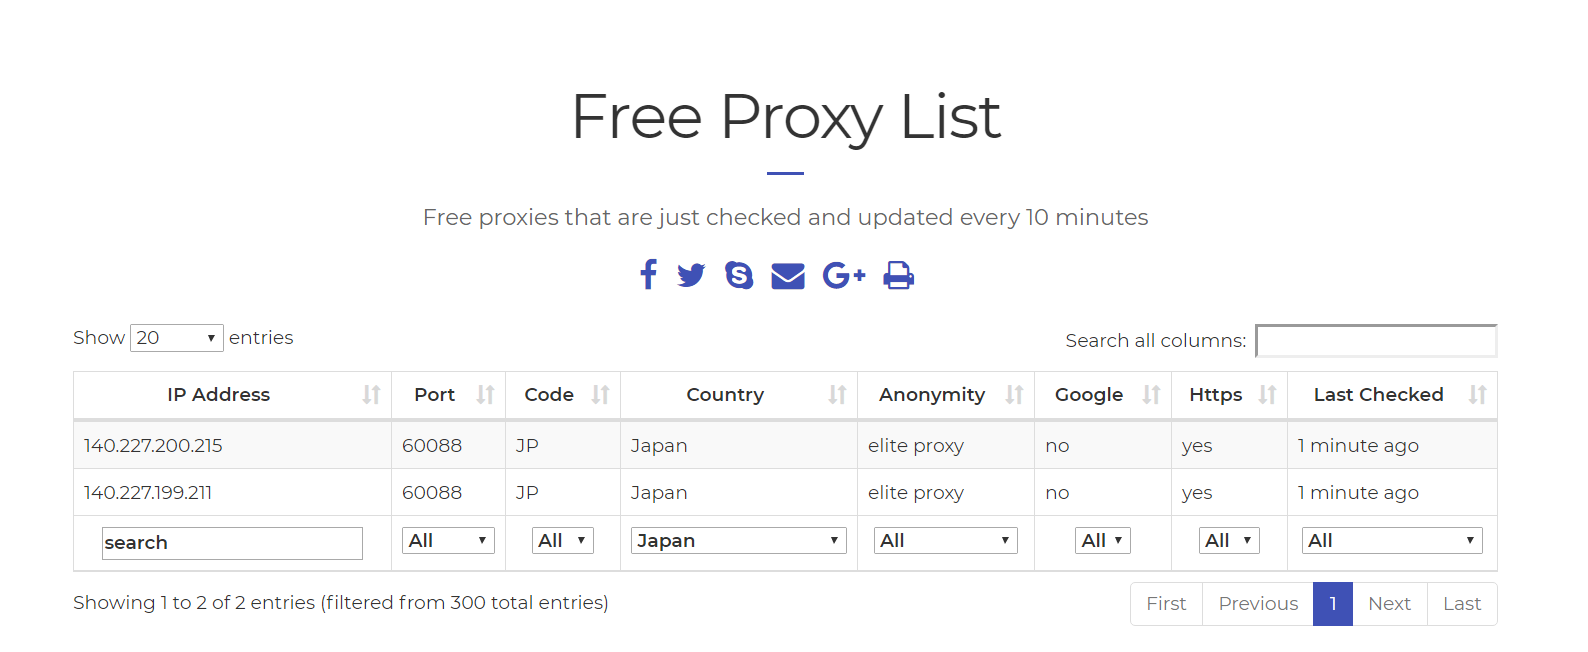 Free Proxy List
Free proxies that are just checked and updated every 10 minutes
Show 20 entries
Search all columns:
IP Address Port Code Country Anonymity Google Https Last Checked
140.227.200.215 60088 JP Japan elite proxy no yes 1 minute ago
140.227.199.211 60088 JP Japan elite proxy no yes 1 minute ago
search All All Japan All All All All
Showing 1 to 2 of 2 entries (filtered from 300 total entries)
First Previous 1 Next Last